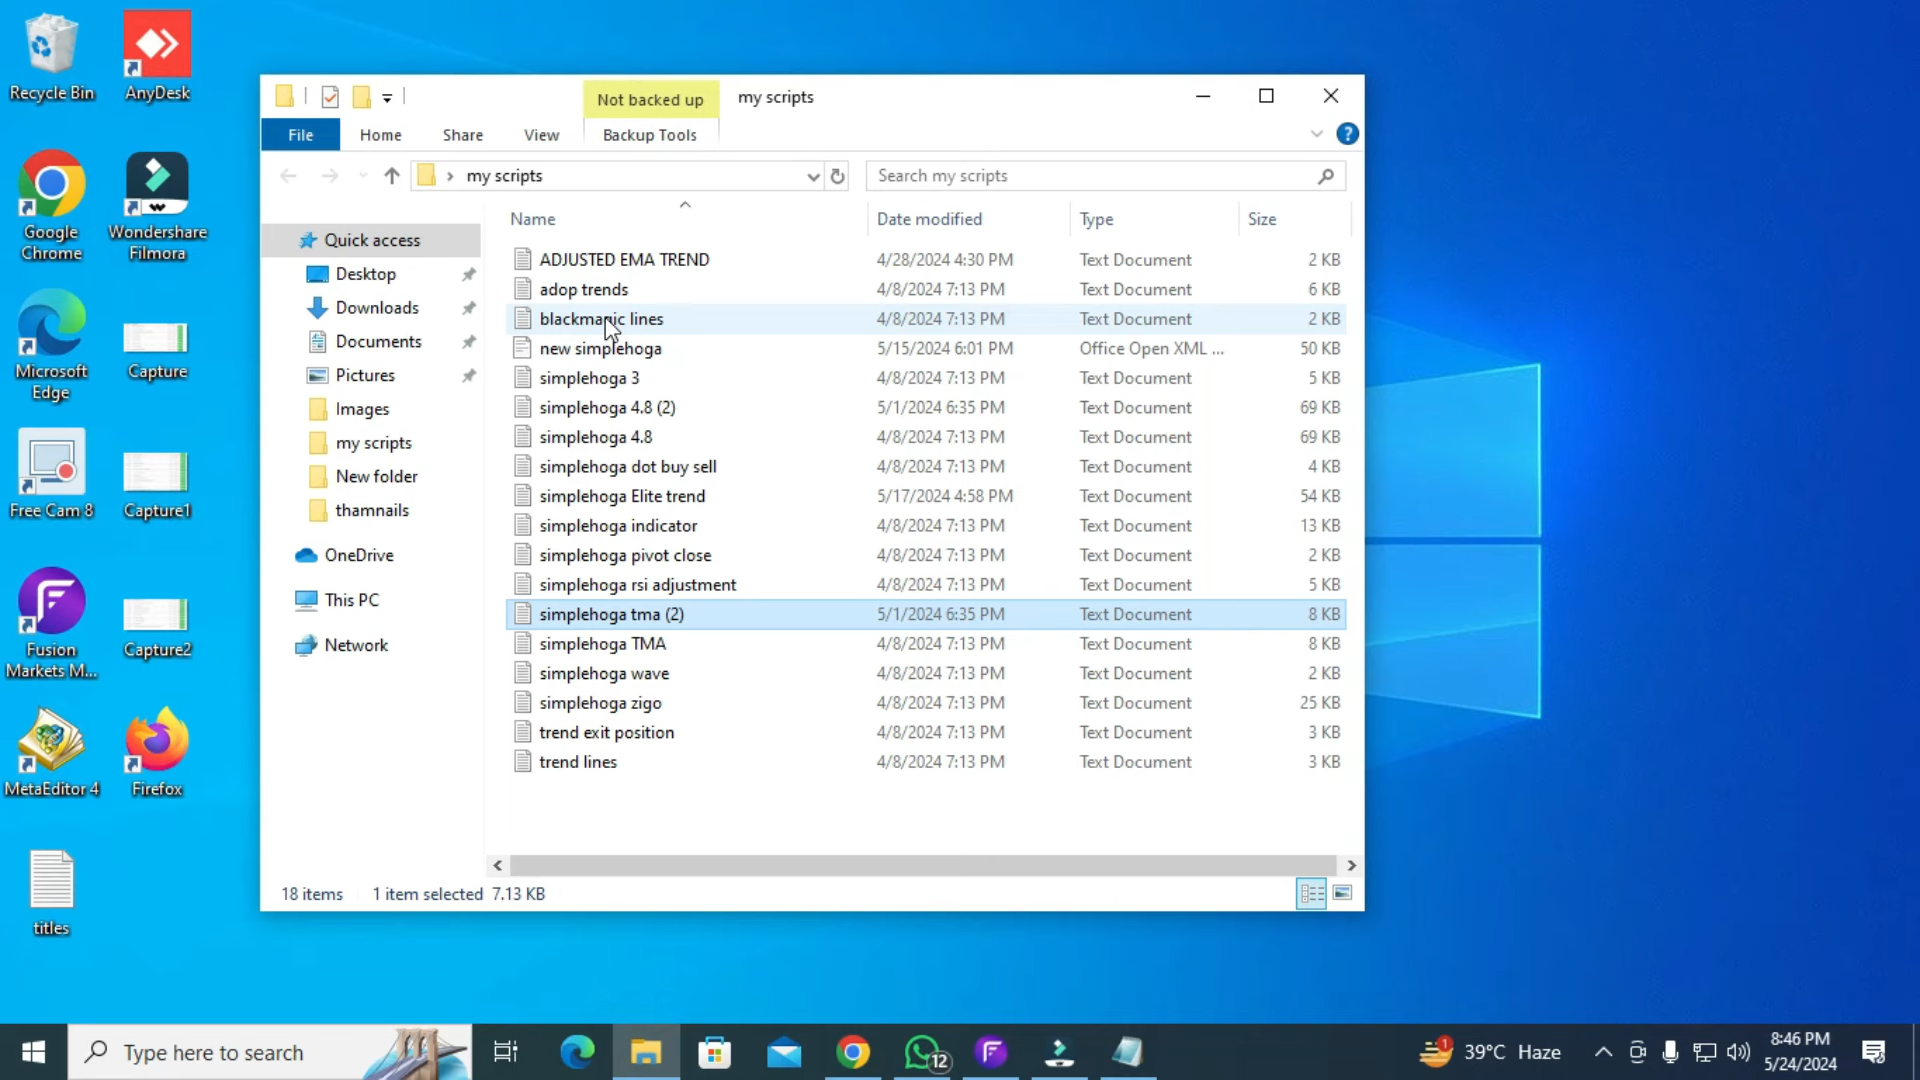 Recycle Bin
AnyDesk
Google
Chrome
Wondershare
Filmora
Microsoft
Edge
Capture
Free Cam 8
Capture1
Fusion
Markets M...
Capture2
MetaEditor 4
Firefox
titles
Not backed up
my scripts
File
Home
Share
View
Backup Tools
my scripts
Search my scripts
Quick access
Desktop
Downloads
Documents
Pictures
Images
my scripts
New folder
thamnails
OneDrive
This PC
Network
Name Date modified Type Size
ADJUSTED EMA TREND 4/28/2024 4:30 PM Text Document 2 KB
adop trends 4/8/2024 7:13 PM Text Document 6 KB
blackmagic lines 4/8/2024 7:13 PM Text Document 2 KB
new simplehoga 5/15/2024 6:01 PM Office Open XML ... 50 KB
simplehoga 3 4/8/2024 7:13 PM Text Document 5 KB
simplehoga 4.8 (2) 5/1/2024 6:35 PM Text Document 69 KB
simplehoga 4.8 4/8/2024 7:13 PM Text Document 69 KB
simplehoga dot buy sell 4/8/2024 7:13 PM Text Document 4 KB
simplehoga Elite trend 5/17/2024 4:58 PM Text Document 54 KB
simplehoga indicator 4/8/2024 7:13 PM Text Document 13 KB
simplehoga pivot close 4/8/2024 7:13 PM Text Document 2 KB
simplehoga rsi adjustment 4/8/2024 7:13 PM Text Document 5 KB
simplehoga tma (2) 5/1/2024 6:35 PM Text Document 8 KB
simplehoga TMA 4/8/2024 7:13 PM Text Document 8 KB
simplehoga wave 4/8/2024 7:13 PM Text Document 2 KB
simplehoga zigo 4/8/2024 7:13 PM Text Document 25 KB
trend exit position 4/8/2024 7:13 PM Text Document 3 KB
trend lines 4/8/2024 7:13 PM Text Document 3 KB
18 items 1 item selected 7.13 KB
Type here to search
12
1
39°C Haze
8:46 PM
5/24/2024